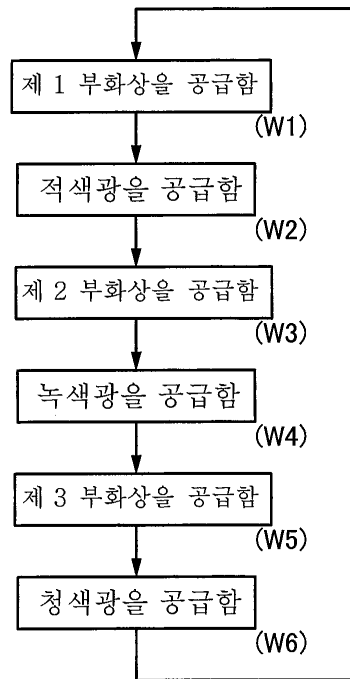 제 1 부화상을 공급함
(W1)
적색광을 공급함
(W2)
제 2 부화상을 공급함
(W3)
녹색광을 공급함
(W4)
제 3 부화상을 공급함
(W5)
청색광을 공급함
(W6)